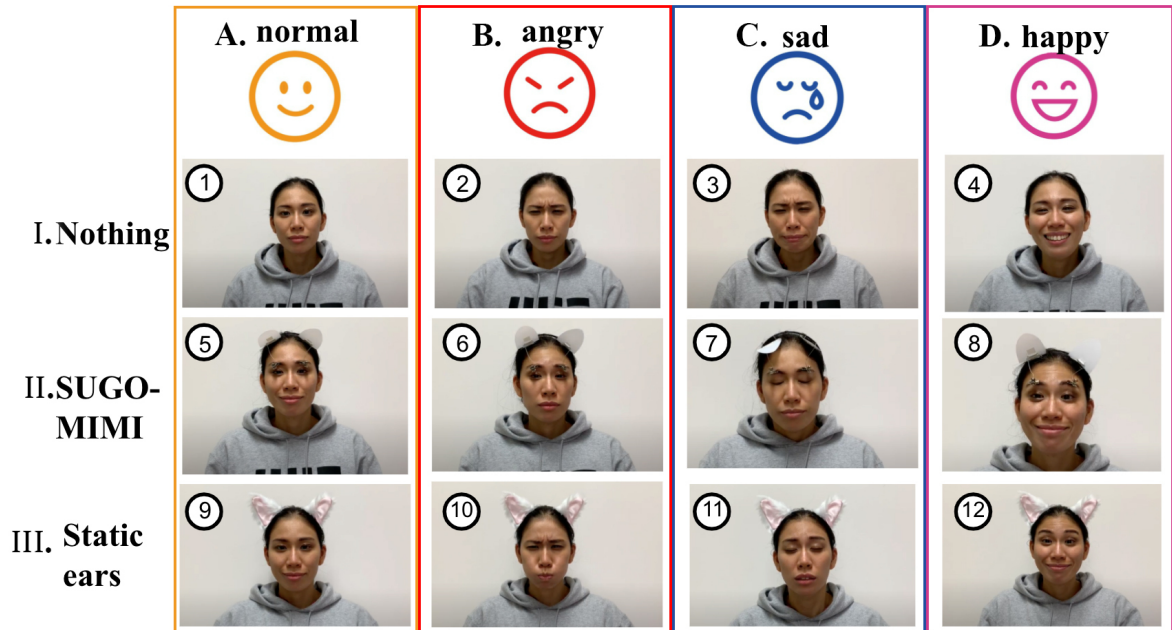 A. normal
B. angry
C. sad
D. happy
I. Nothing
1
2
3
4
II. SUGO-
MIMI
5
6
7
8
III. Static
ears
9
10
11
12